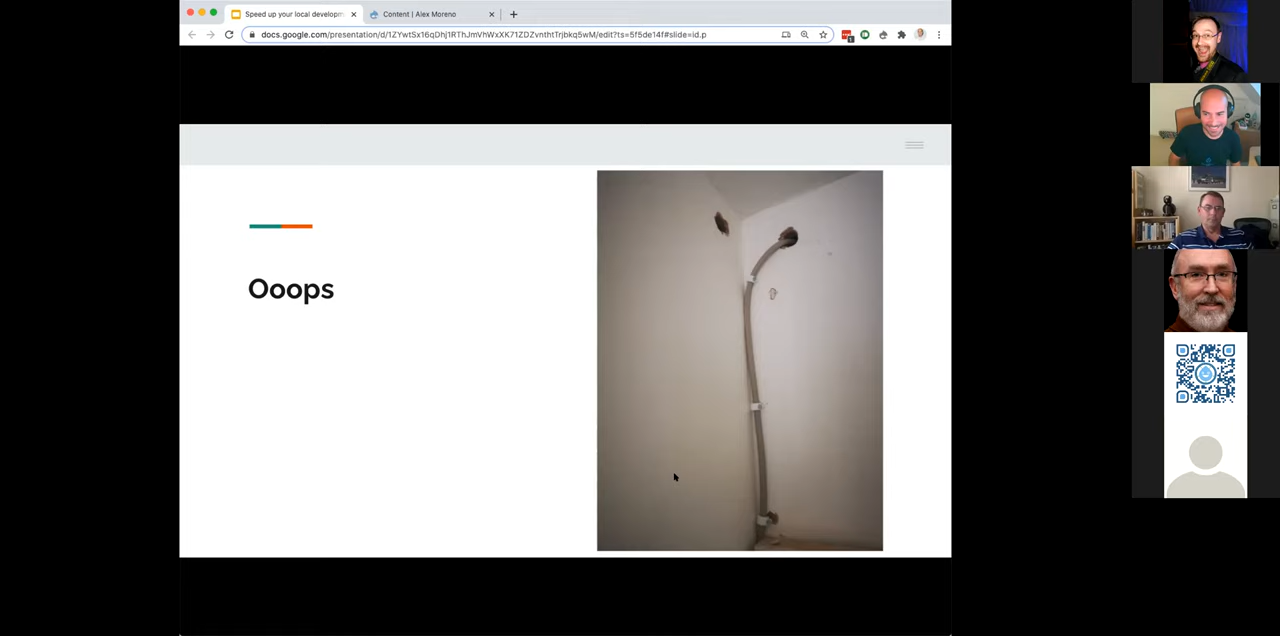 Speed up your local developm
Content | Alex Moreno
docs.google.com/presentation/d/1ZYwtSx16qDhj1RThJmVhWxXK71ZDZvnthtTrjbkq5wM/edit?ts=5f5de14f#slide=id.p
Ooops